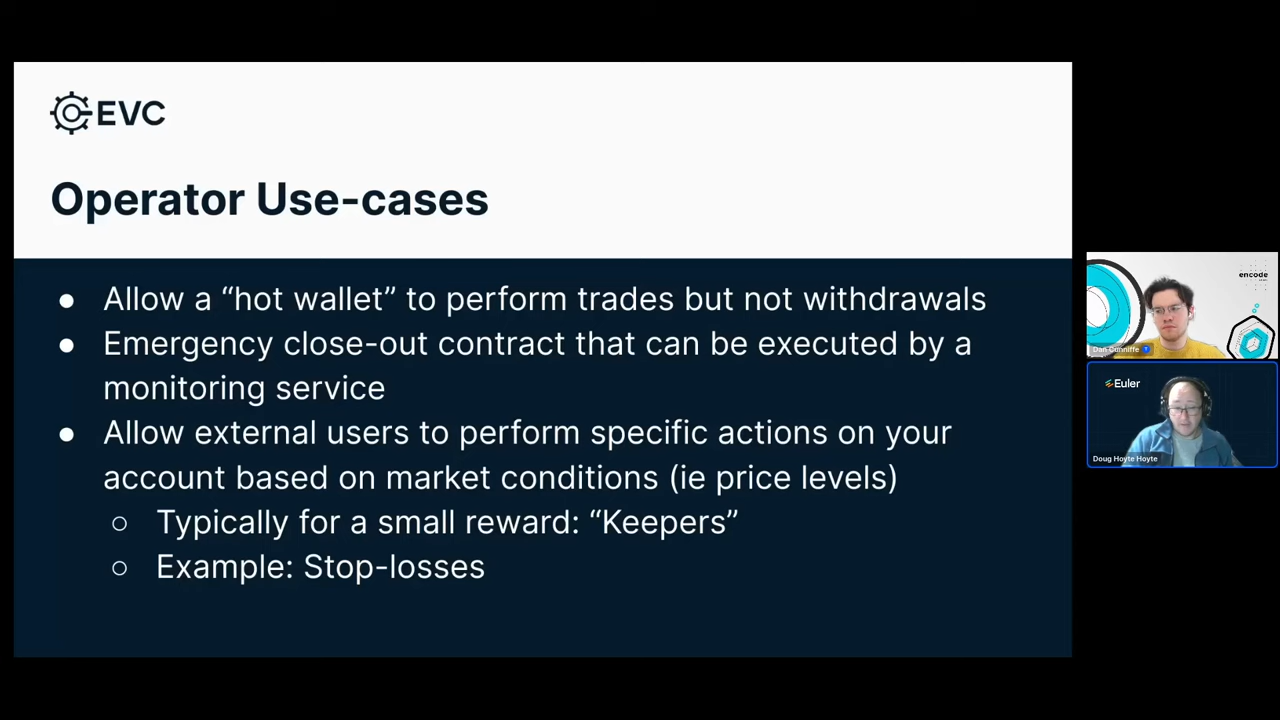 EVC
Operator Use-cases
● Allow a “hot wallet” to perform trades but not withdrawals
● Emergency close-out contract that can be executed by a
monitoring service
● Allow external users to perform specific actions on your
account based on market conditions (ie price levels)
○ Typically for a small reward: “Keepers”
○ Example: Stop-losses
encode
Dan Cunniffe
Euler
Doug Hoyte Hoyte